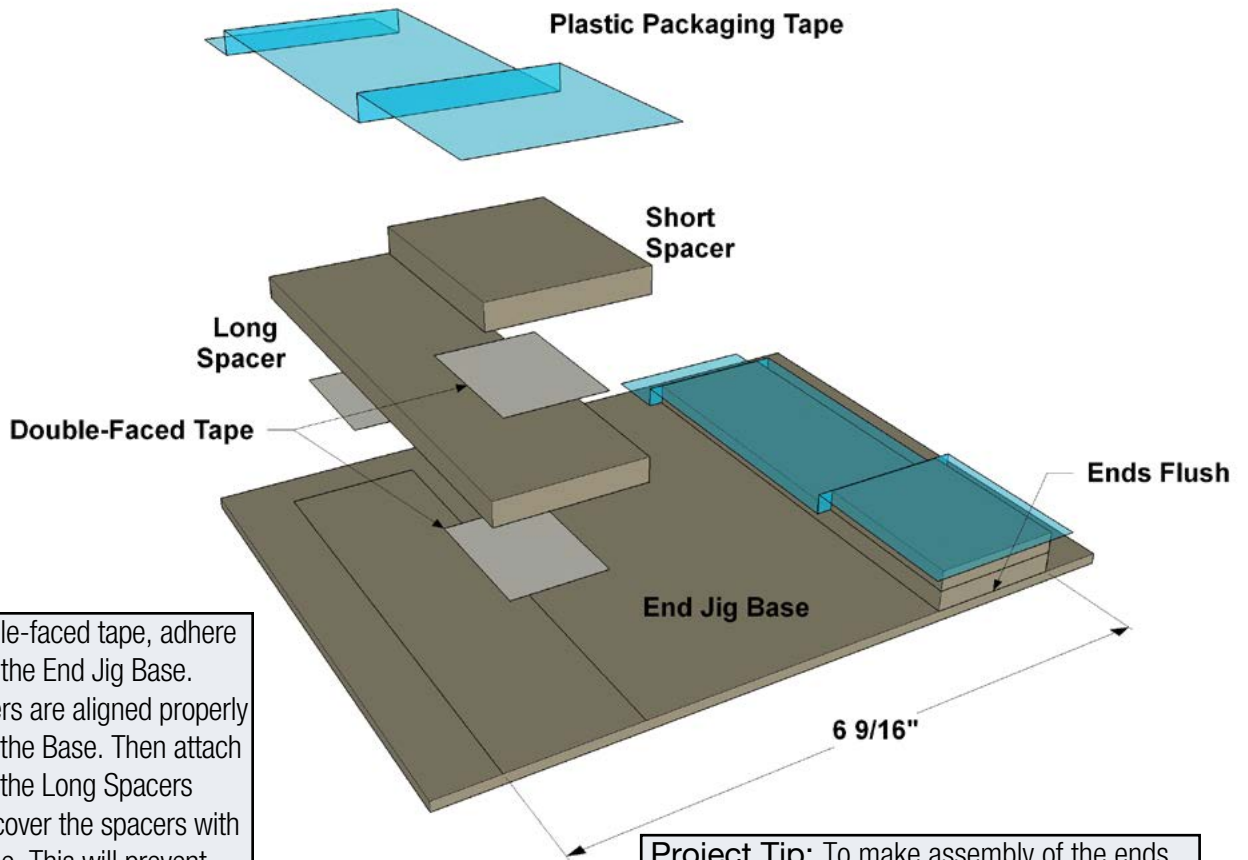 Plastic Packaging Tape
Short
Spacer
Long
Spacer
Double-Faced Tape
Ends Flush
End Jig Base
6 9/16"
le-faced tape, adhere
the End Jig Base.
ers are aligned properly
the Base. Then attach
the Long Spacers
cover the spacers with
This will prevent
Project Tip: To make assembly of the ends